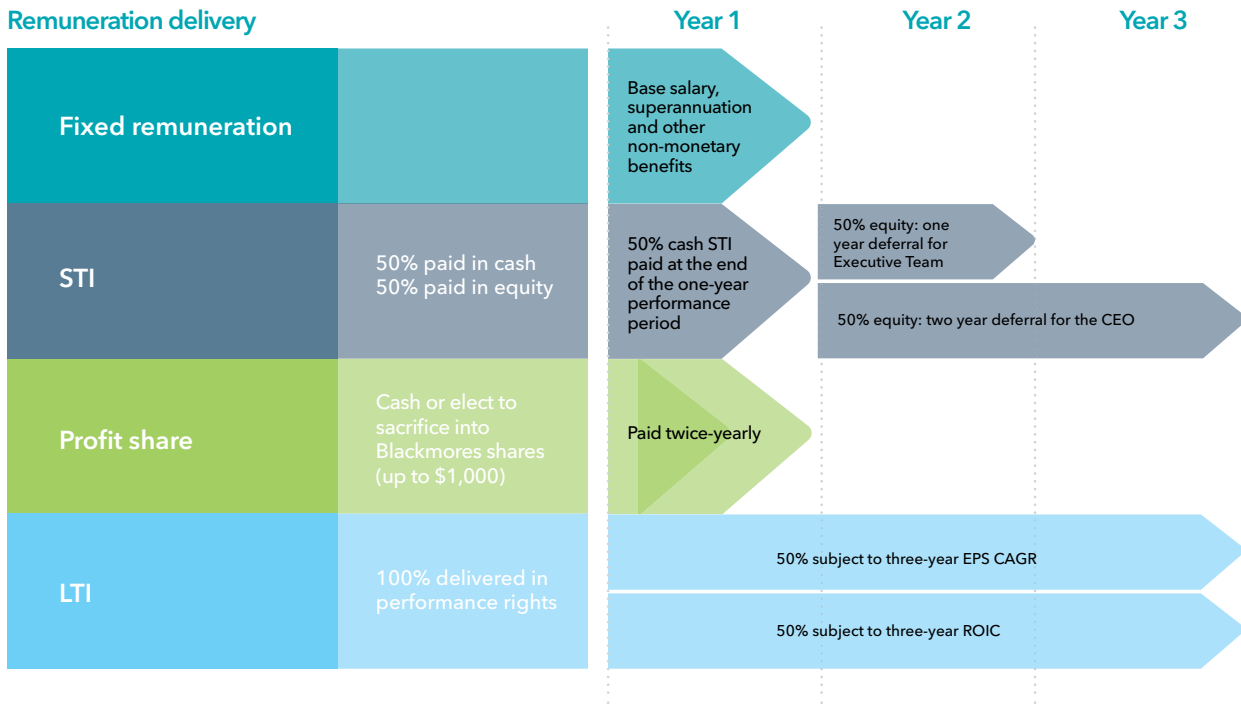 Remuneration delivery
Year 1
Year 2
Year 3
Fixed remuneration
Base salary,
superannuation
and other
non-monetary
benefits
STI
50% paid in cash
50% paid in equity
50% cash STI
paid at the end
of the one-year
performance
period
50% equity: one
year deferral for
Executive Team
50% equity: two year deferral for the CEO
Profit share
Cash or elect to
sacrifice into
Blackmores shares
(up to $1,000)
Paid twice-yearly
LTI
100% delivered in
performance rights
50% subject to three-year EPS CAGR
50% subject to three-year ROIC